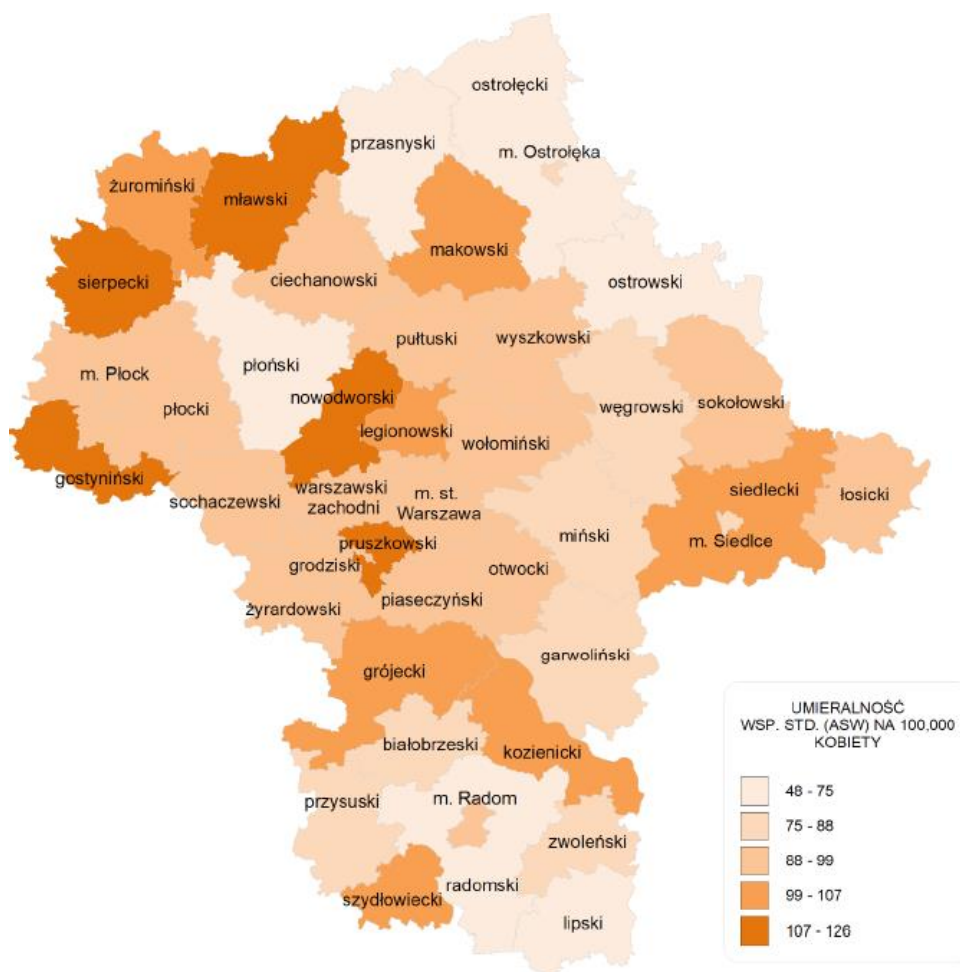 ostrołęcki
przasnyski
m. Ostrołęka
żuromiński
mławski
makowski
sierpecki
ciechanowski
ostrowski
pułtuski
wyszkowski
m. Płock
płoński
nowodworski
płocki
węgrowski
sokołowski
legionowski
wołomiński
gostyniński
siedlecki
łosicki
sochaczewski
warszawski
zachodni
m. st.
Warszawa
miński
m. Siedlce
pruszkowski
grodziski
otwocki
piaseczyński
żyrardowski
garwoliński
grójecki
białobrzeski
kozienicki
przysuski
m. Radom
zwoleński
szydłowiecki
radomski
lipski
UMIERALNOŚĆ
WSP. STD. (ASW) NA 100,000
KOBIETY
48 - 75
75 - 88
88 - 99
99 - 107
107 - 126